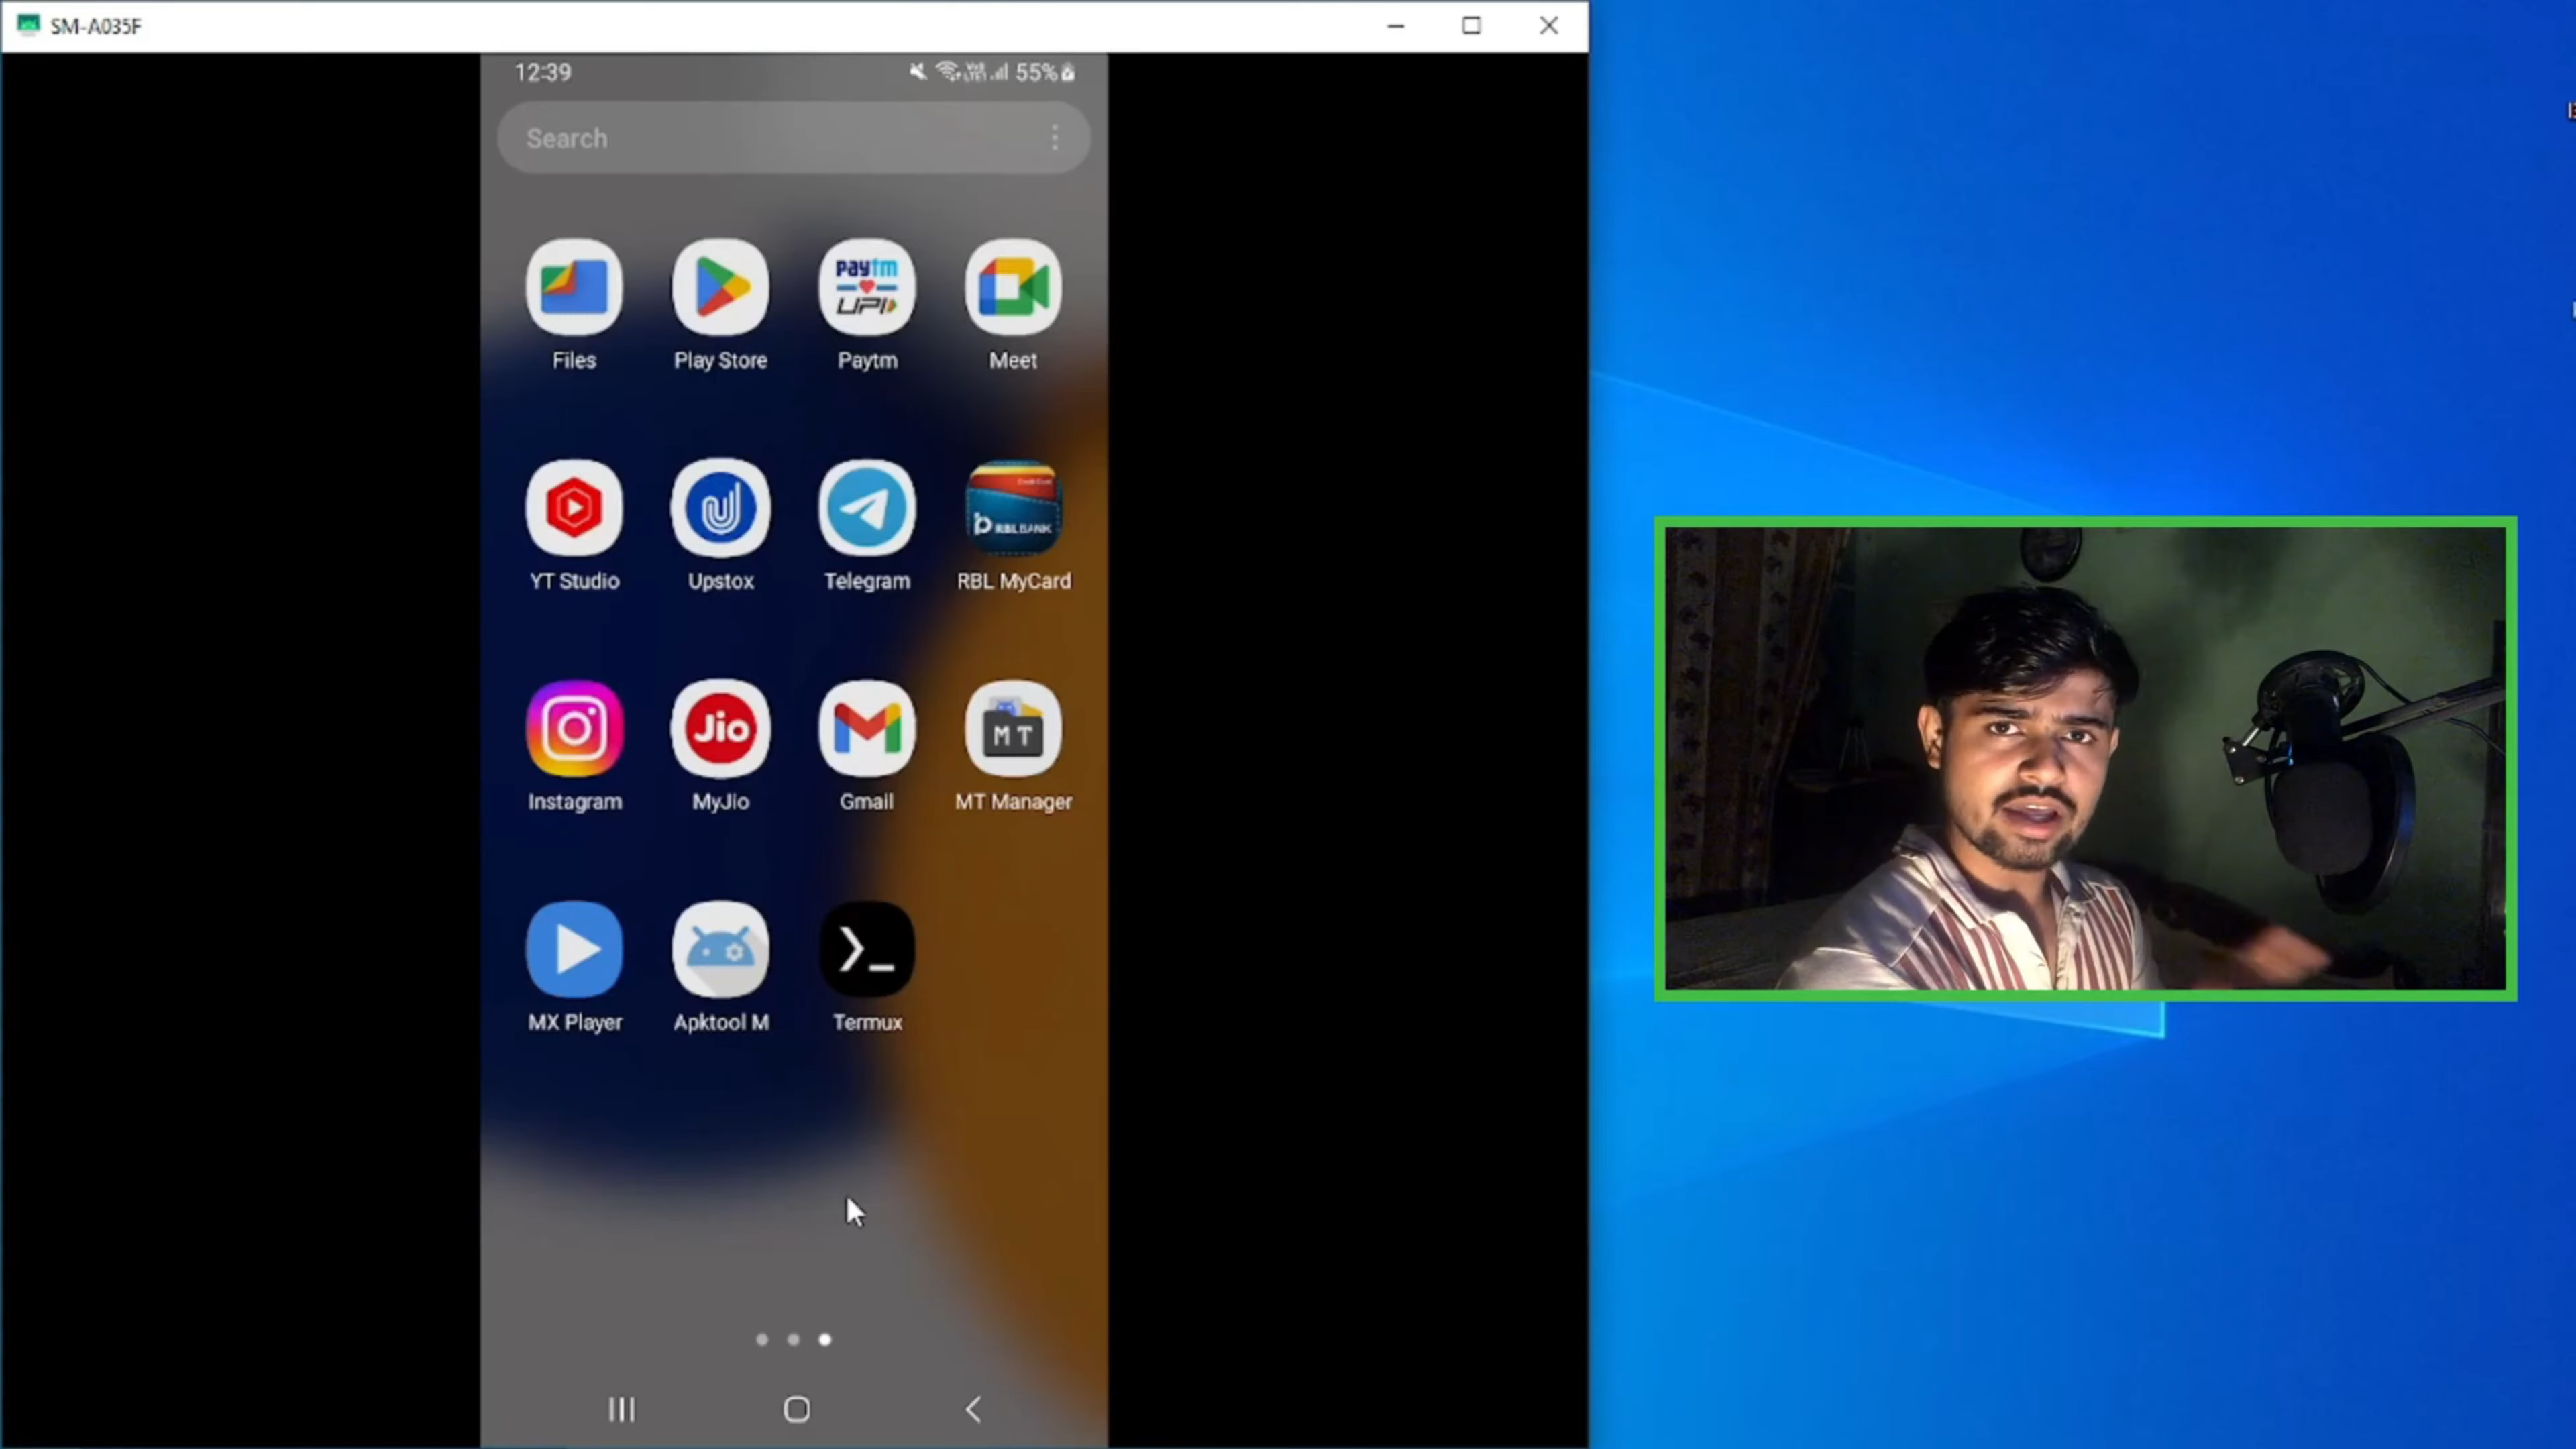 SM-A035F
12:39
55%
Search
paytm
UPI
Files
Play Store
Paytm
Meet
RBL BANK
YT Studio
Upstox
Telegram
RBL MyCard
Jio
M T
Instagram
MyJio
Gmail
MT Manager
MX Player
Apktool M
Termux